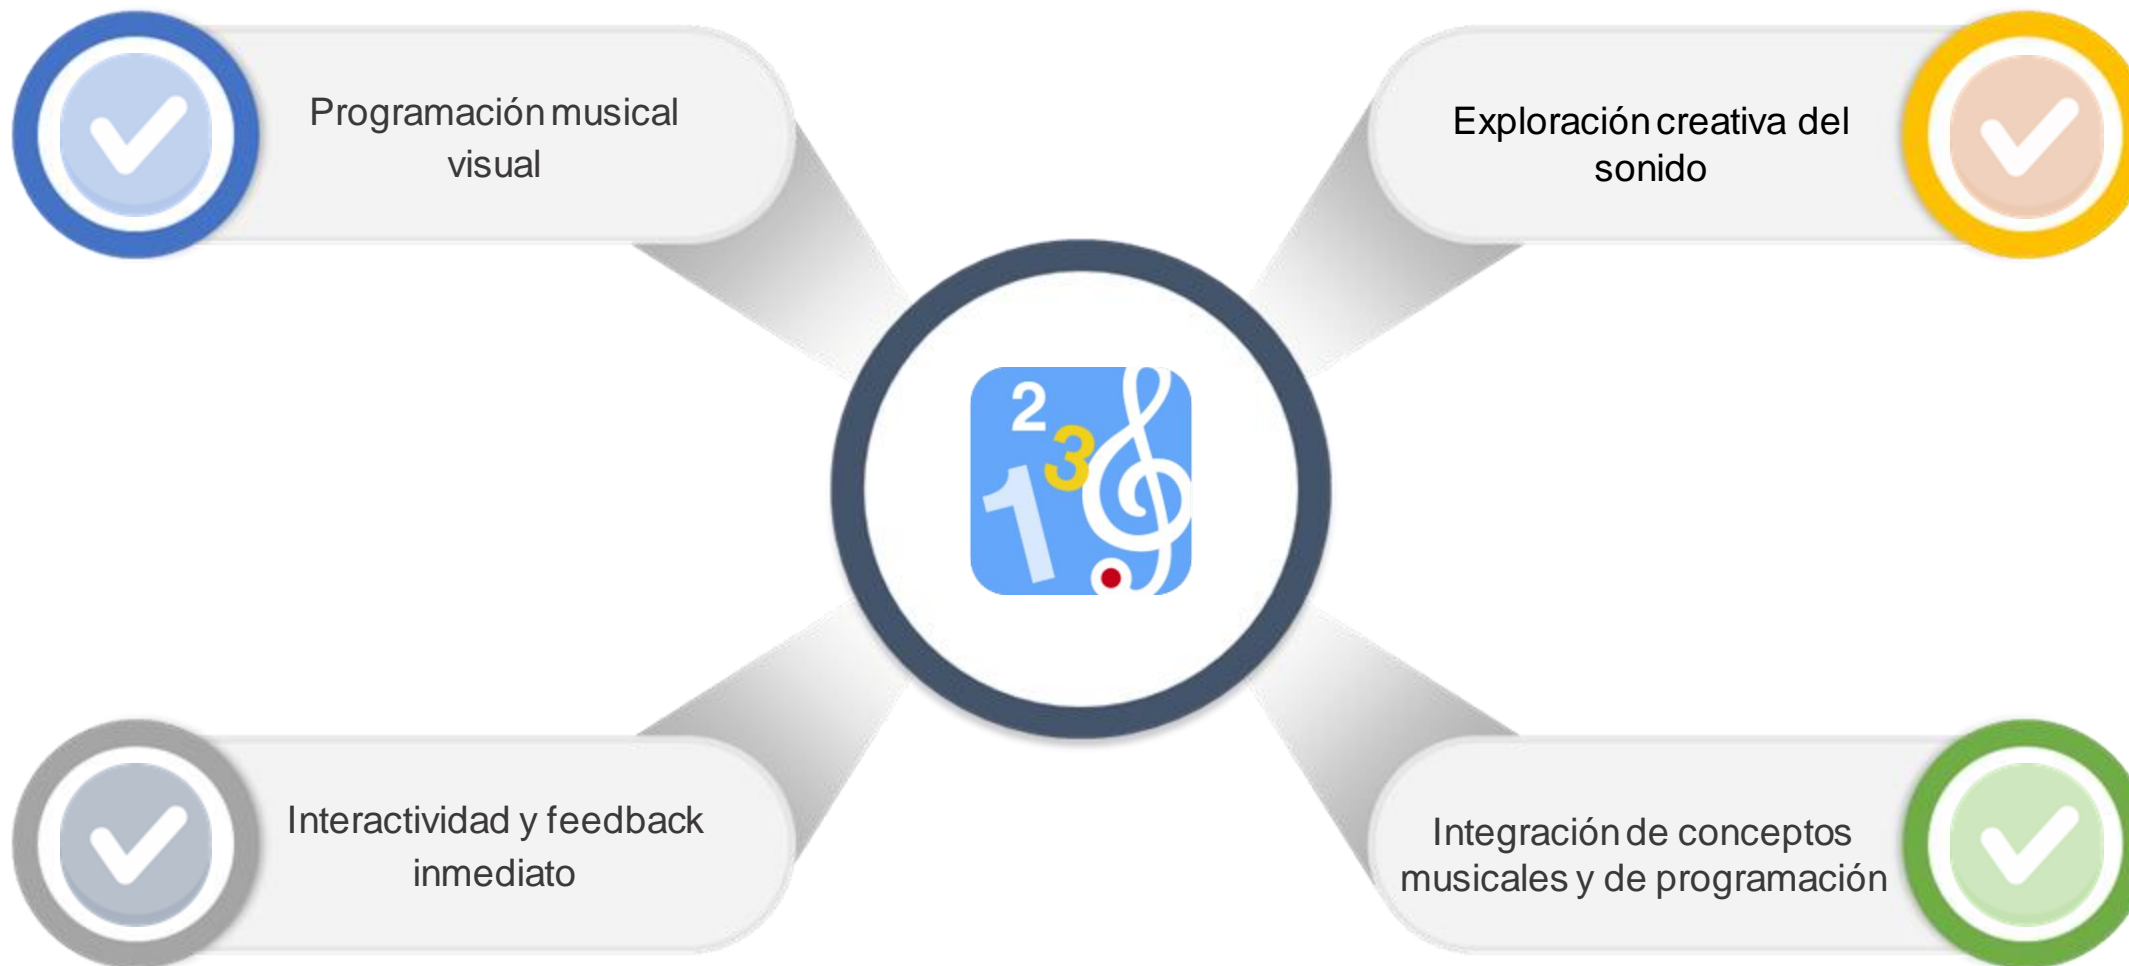 Programación musical
visual
Exploración creativa del
sonido
2
3
1
Interactividad y feedback
inmediato
Integración de conceptos
musicales y de programación